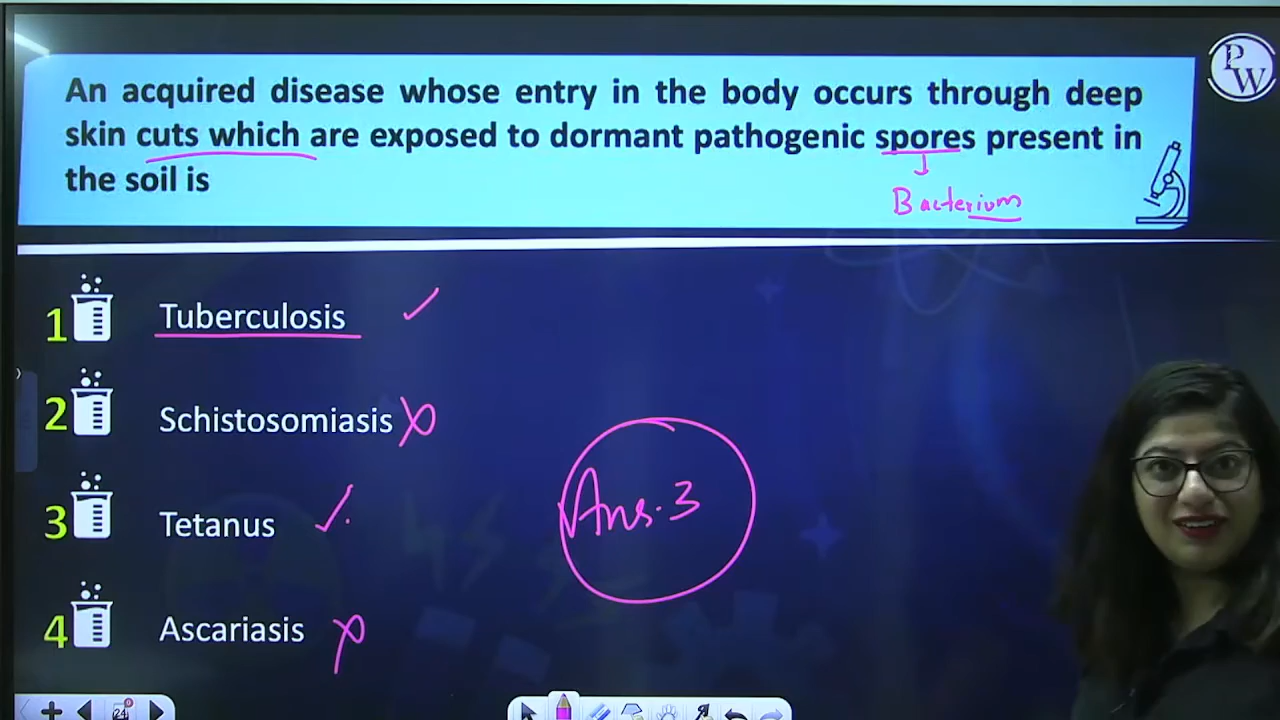 An acquired disease whose entry in the body occurs through deep
skin cuts which are exposed to dormant pathogenic spores present in
the soil is
Bacterium
PW
1 Tuberculosis
2 Schistosomiasis
3 Tetanus
4 Ascariasis
Ans. 3
24